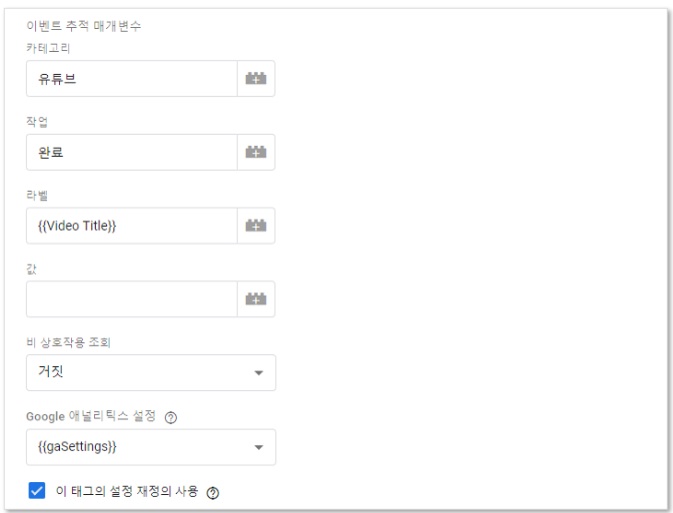 이벤트 추적 매개변수
카테고리
유튜브
작업
완료
라벨
{{Video Title}}
값
비 상호작용 조회
거짓
Google 애널리틱스 설정
{{gaSettings}}
이 태그의 설정 재정의 사용